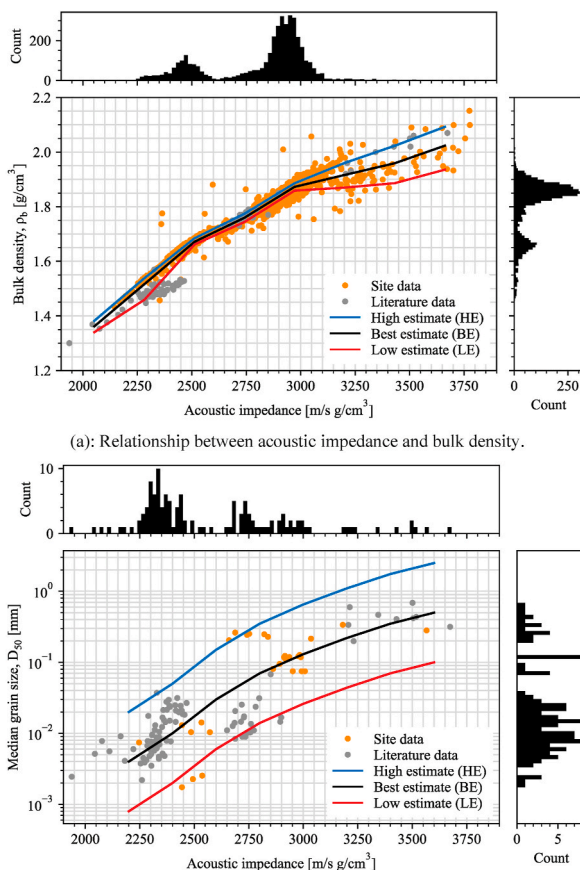 Count
200
0
2.2
2.0
1.8
1.6
1.4
1.2
Bulk density, ρb, [g/cm³]
Site data
Literature data
High estimate (HE)
Best estimate (BE)
Low estimate (LE)
2000 2250 2500 2750 3000 3250 3500 3750
Acoustic impedance [m/s g/cm³]
0 250
Count
(a): Relationship between acoustic impedance and bulk density.
Count
10
5
0
10⁰
10⁻¹
10⁻²
10⁻³
Median grain size, D50 [mm]
Site data
Literature data
High estimate (HE)
Best estimate (BE)
Low estimate (LE)
2000 2250 2500 2750 3000 3250 3500 3750
Acoustic impedance [m/s g/cm³]
0 5
Count